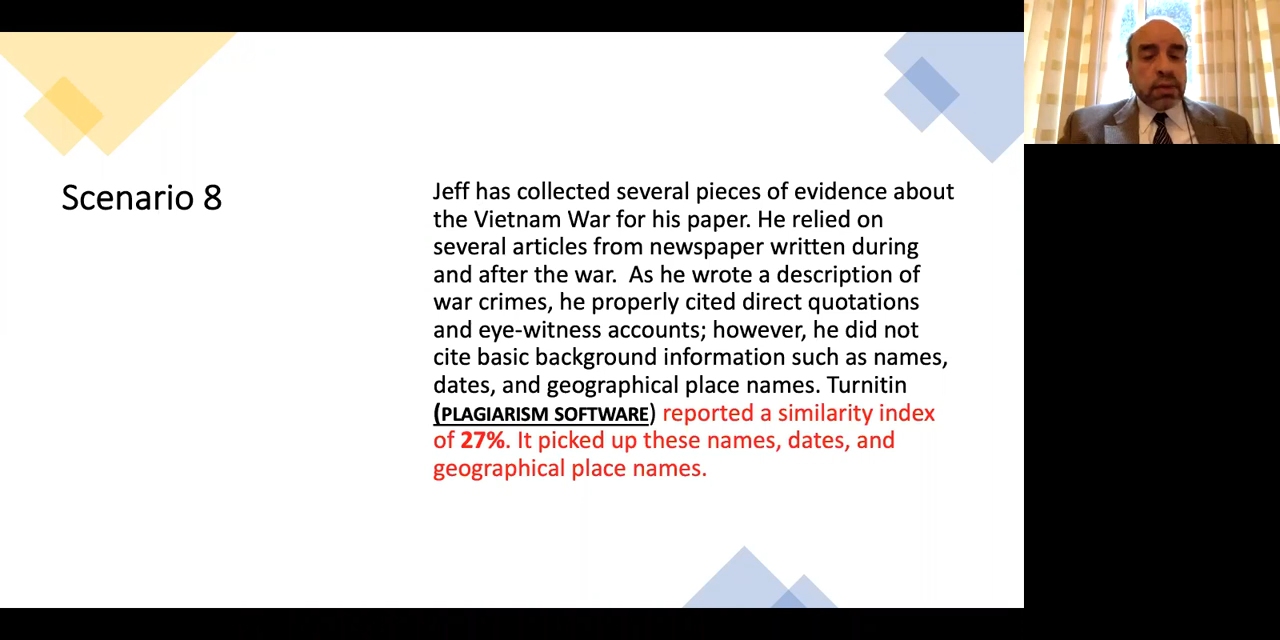 Scenario 8
Jeff has collected several pieces of evidence about
the Vietnam War for his paper. He relied on
several articles from newspaper written during
and after the war.  As he wrote a description of
war crimes, he properly cited direct quotations
and eye-witness accounts; however, he did not
cite basic background information such as names,
dates, and geographical place names. Turnitin
(PLAGIARISM SOFTWARE) reported a similarity index
of 27%. It picked up these names, dates, and
geographical place names.